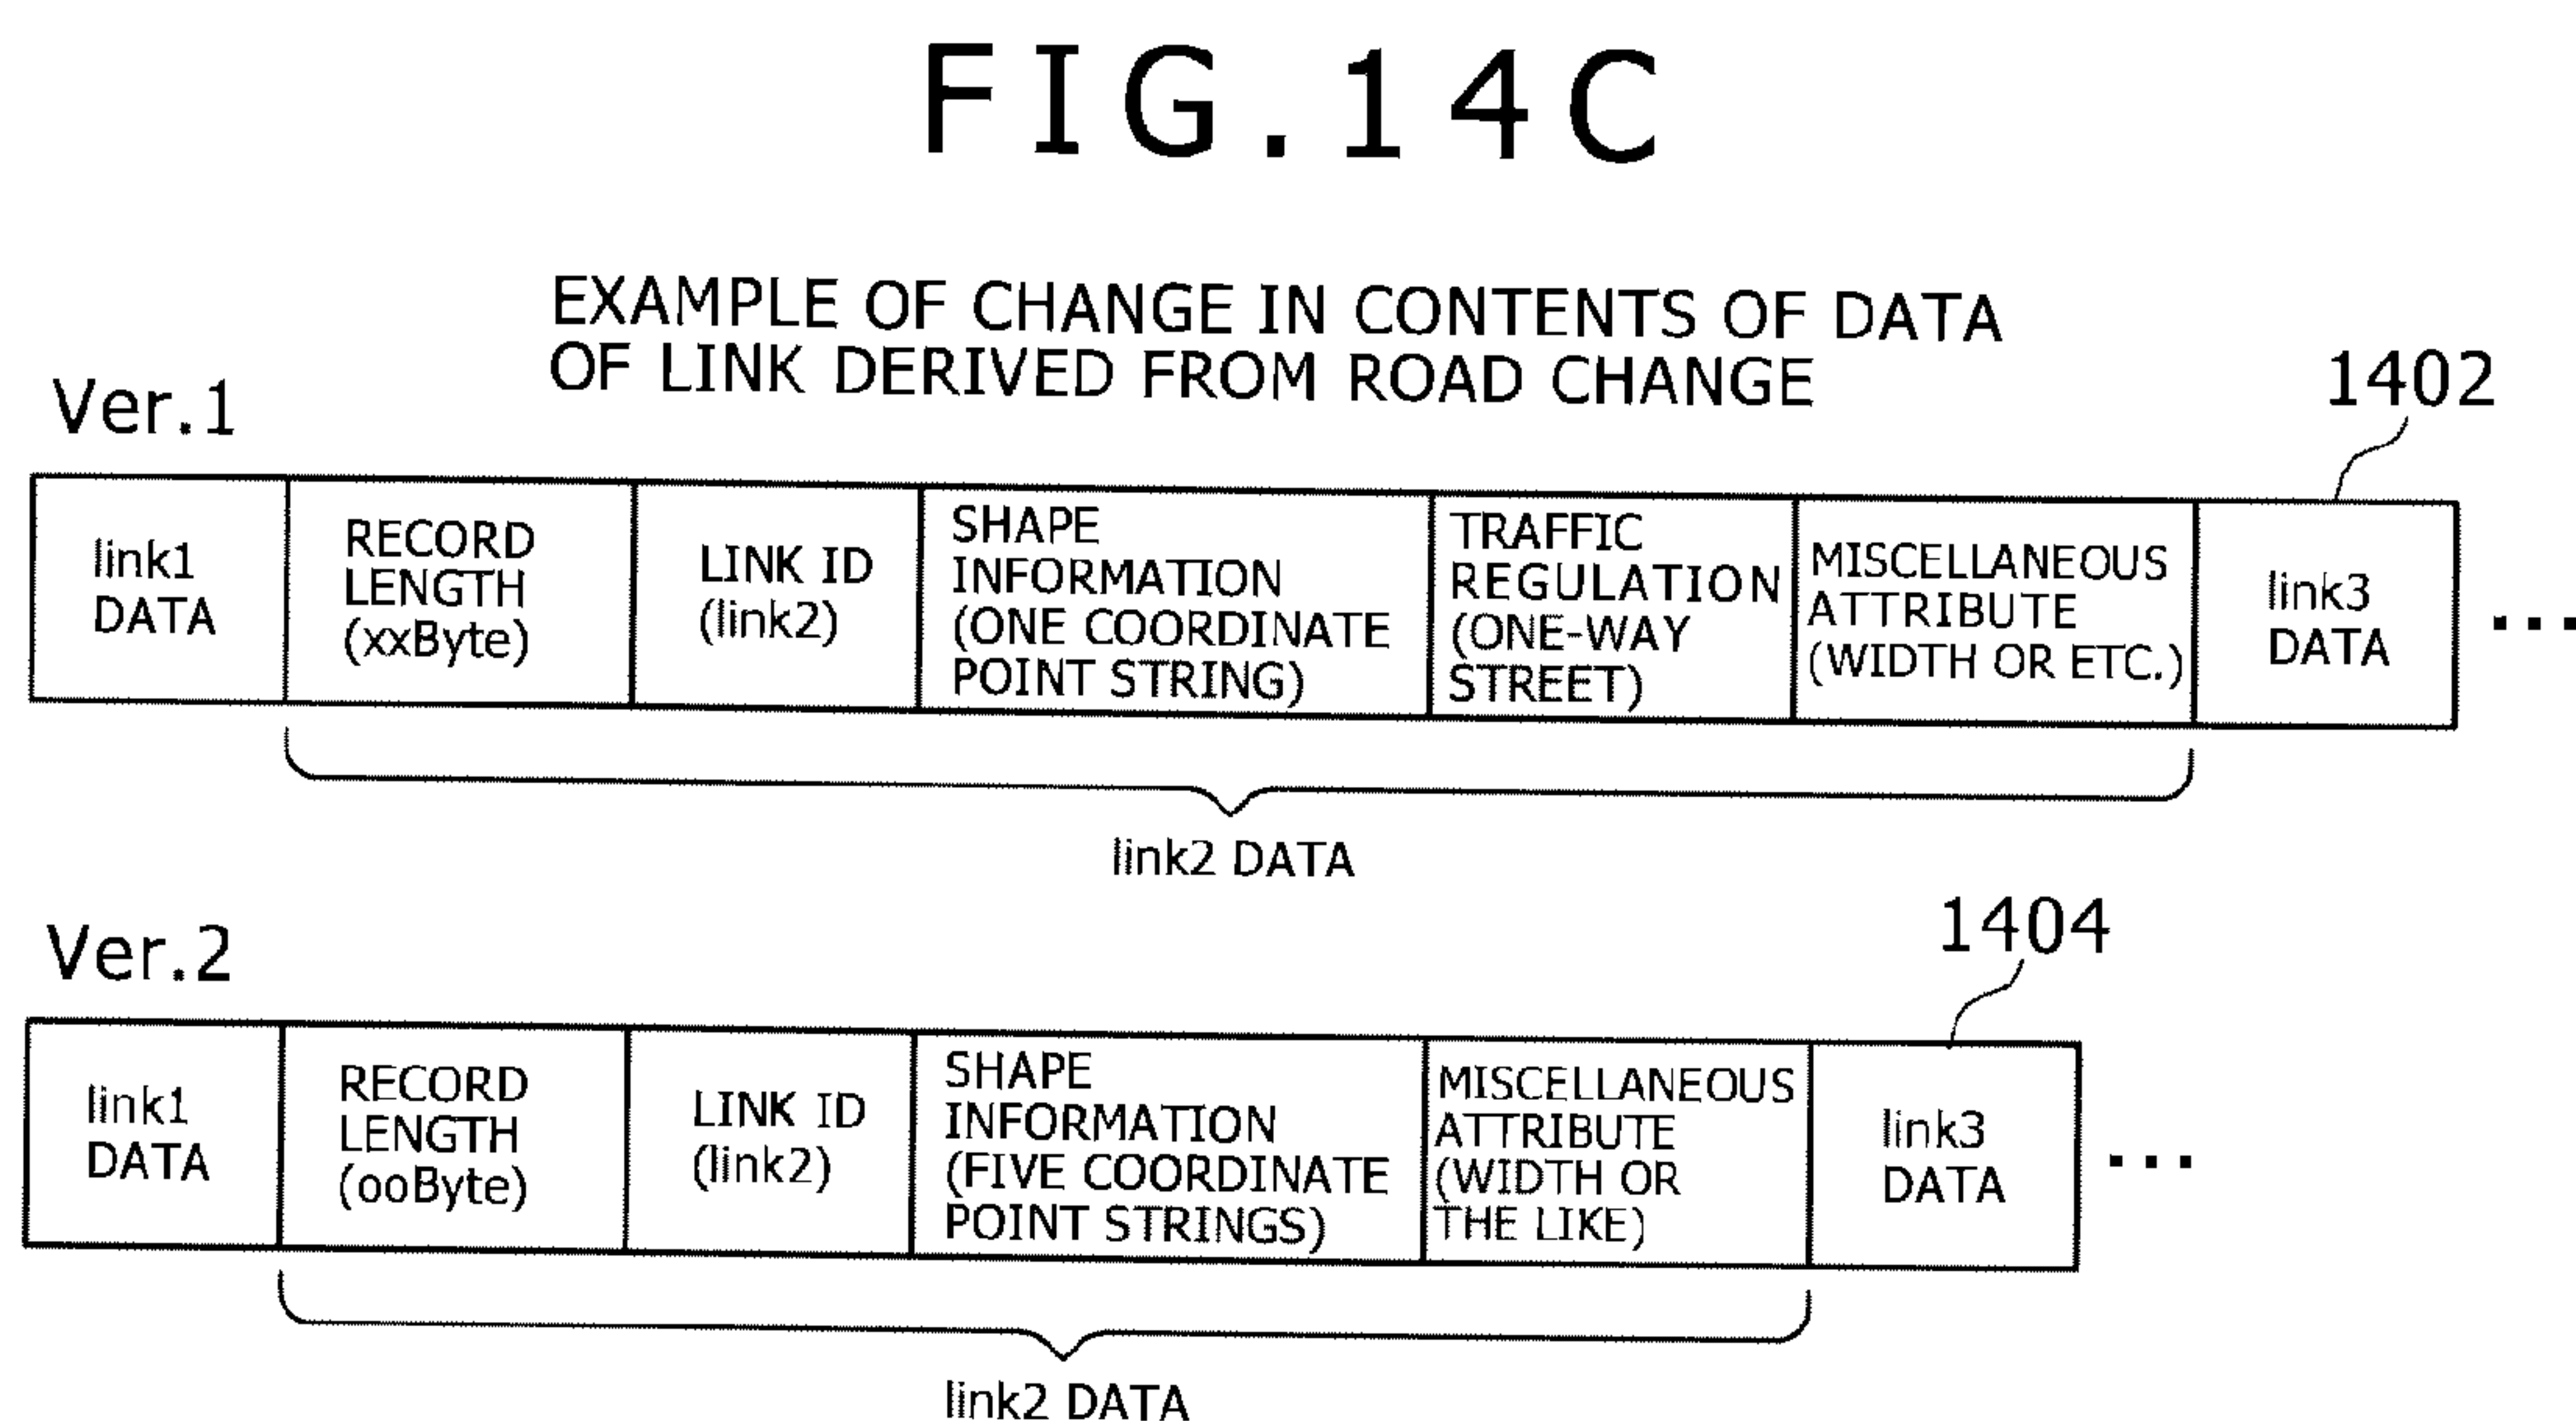 FIG.14C
EXAMPLE OF CHANGE IN CONTENTS OF DATA
OF LINK DERIVED FROM ROAD CHANGE
Ver.1
1402
link1
DATA
RECORD
LENGTH
(xxByte)
LINK ID
(link2)
SHAPE
INFORMATION
(ONE COORDINATE
POINT STRING)
TRAFFIC
REGULATION
(ONE-WAY
STREET)
MISCELLANEOUS
ATTRIBUTE
(WIDTH OR ETC.)
link3
DATA
...
link2 DATA
Ver.2
1404
link1
DATA
RECORD
LENGTH
(ooByte)
LINK ID
(link2)
SHAPE
INFORMATION
(FIVE COORDINATE
POINT STRINGS)
MISCELLANEOUS
ATTRIBUTE
(WIDTH OR
THE LIKE)
link3
DATA
...
link2 DATA